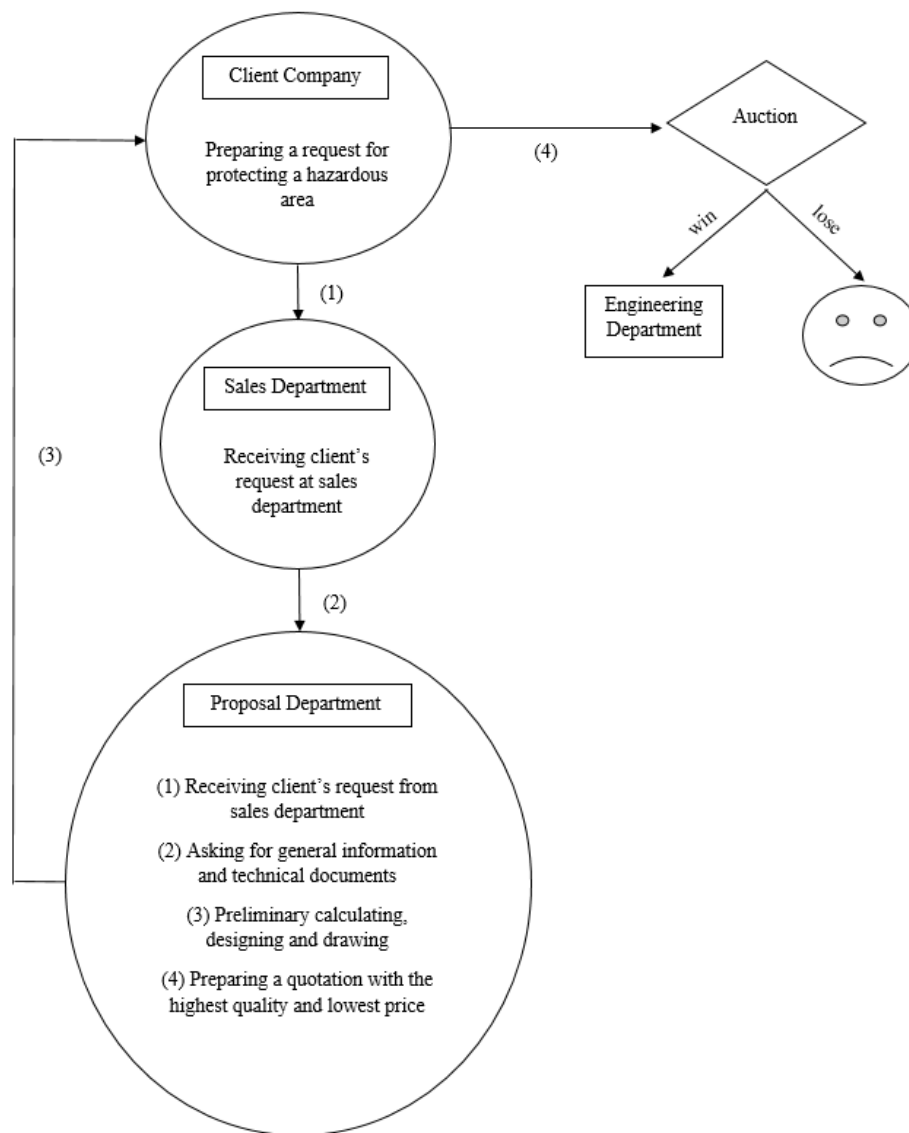 Client Company
Preparing a request for
protecting a hazardous
area
(4)
Auction
win
lose
Engineering
Department
(1)
Sales Department
Receiving client’s
request at sales
department
(3)
(2)
Proposal Department
(1) Receiving client’s request from
sales department
(2) Asking for general information
and technical documents
(3) Preliminary calculating,
designing and drawing
(4) Preparing a quotation with the
highest quality and lowest price